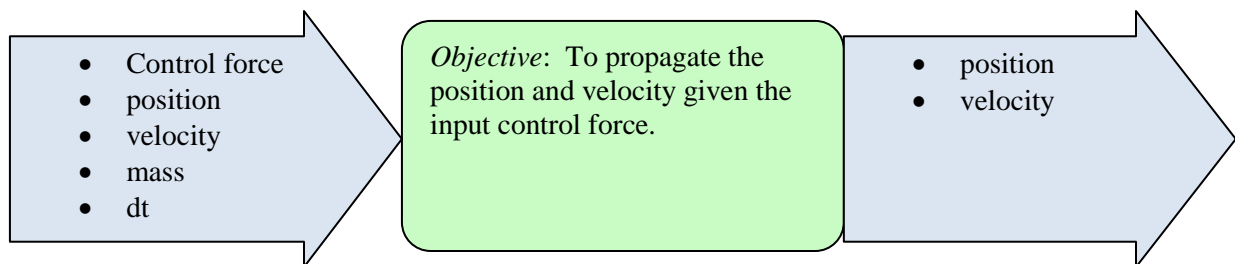 • Control force
• position
• velocity
• mass
• dt
Objective: To propagate the
position and velocity given the
input control force.
• position
• velocity